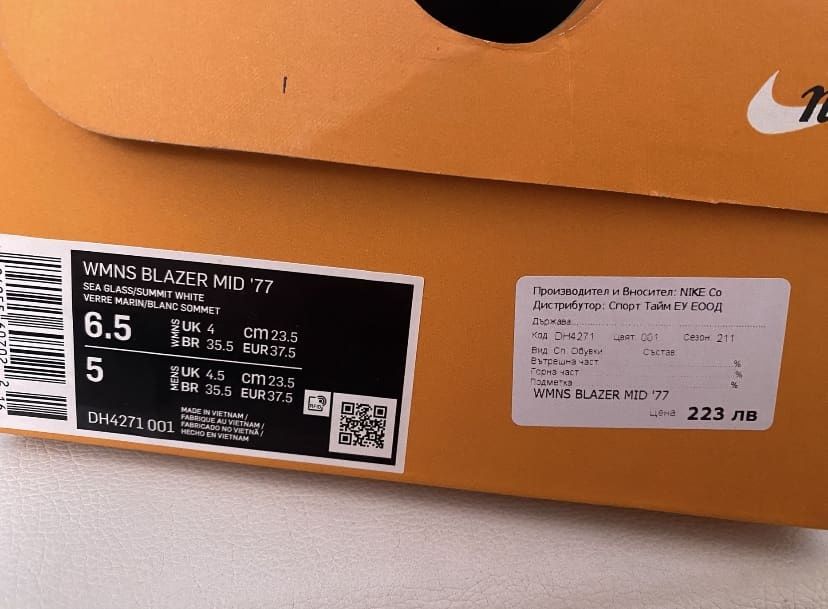 WMNS BLAZER MID '77
SEA GLASS/SUMMIT WHITE
VERRE MARIN/BLANC SOMMET
6.5 WMNS UK 4 CM 23.5
BR 35.5 EUR 37.5
5 MENS UK 4.5 CM 23.5
BR 35.5 EUR 37.5
DH4271 001
MADE IN VIETNAM /
FABRIQUE AU VIETNAM /
FABRICADO NO VIETNÃ /
HECHO EN VIETNAM
RFID
Производител и Вносител: NIKE Co
Дистрибутор: Спорт Тайм ЕУ ЕООД
Държава...
Код DH4271 цвят 001 Сезон 211
Вид Сп. Обувки Състав
Вътрешна част %
Горна част %
Подметка %
WMNS BLAZER MID '77
цена 223 лв